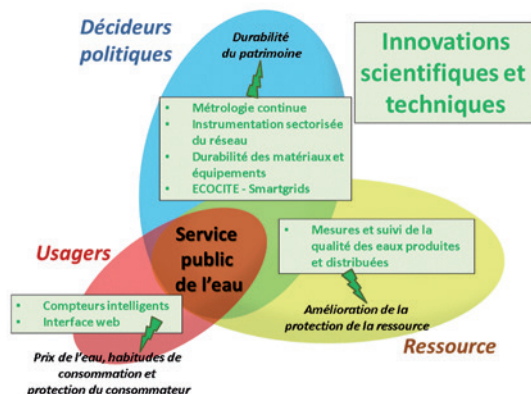 Décideurs
politiques
Durabilité
du patrimoine
Innovations
scientifiques et
techniques
• Métrologie continue
• Instrumentation sectorisée
du réseau
• Durabilité des matériaux et
équipements
• ECOCITE - Smartgrids
Usagers
Service
public
de l'eau
• Mesures et suivi de la
qualité des eaux produites
et distribuées
• Compteurs intelligents
• Interface web
Amélioration de la
protection de la ressource
Ressource
Prix de l'eau, habitudes de
consommation et
protection du consommateur